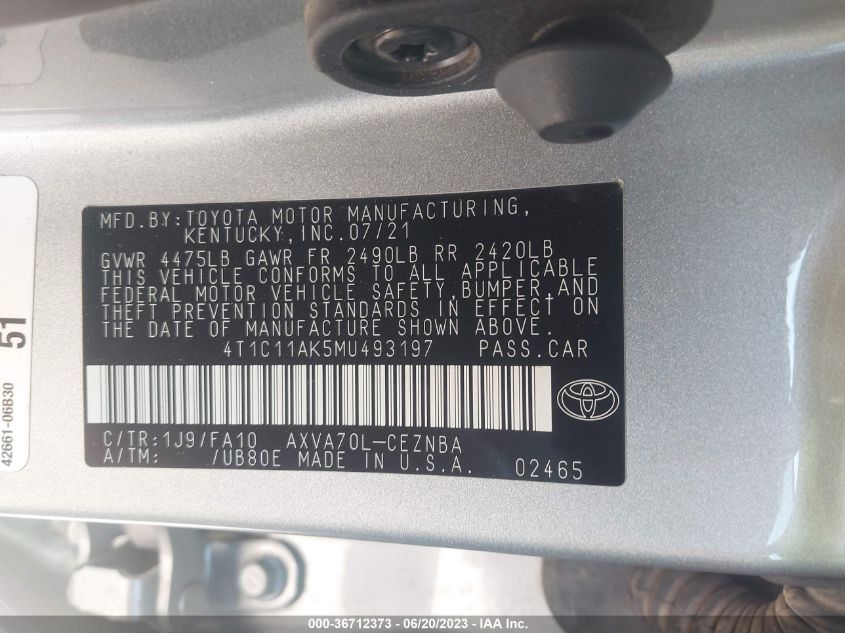 MFD.BY:TOYOTA MOTOR MANUFACTURING,
KENTUCKY,INC.07/21
GVWR 4475LB GAWR FR 2490LB RR 2420LB
THIS VEHICLE CONFORMS TO ALL APPLICABLE
FEDERAL MOTOR VEHICLE SAFETY,BUMPER,AND
THEFT PREVENTION STANDARDS IN EFFECT ON
THE DATE OF MANUFACTURE SHOWN ABOVE.
4T1C11AK5MU493197 PASS.CAR
C/TR:1J9/FA10 AXVA70L-CEZNBA
A/TM: /UB80E MADE IN U.S.A. 02465
51
42661-06B30
000-36712373 — 06/20/2023 — IAA Inc.